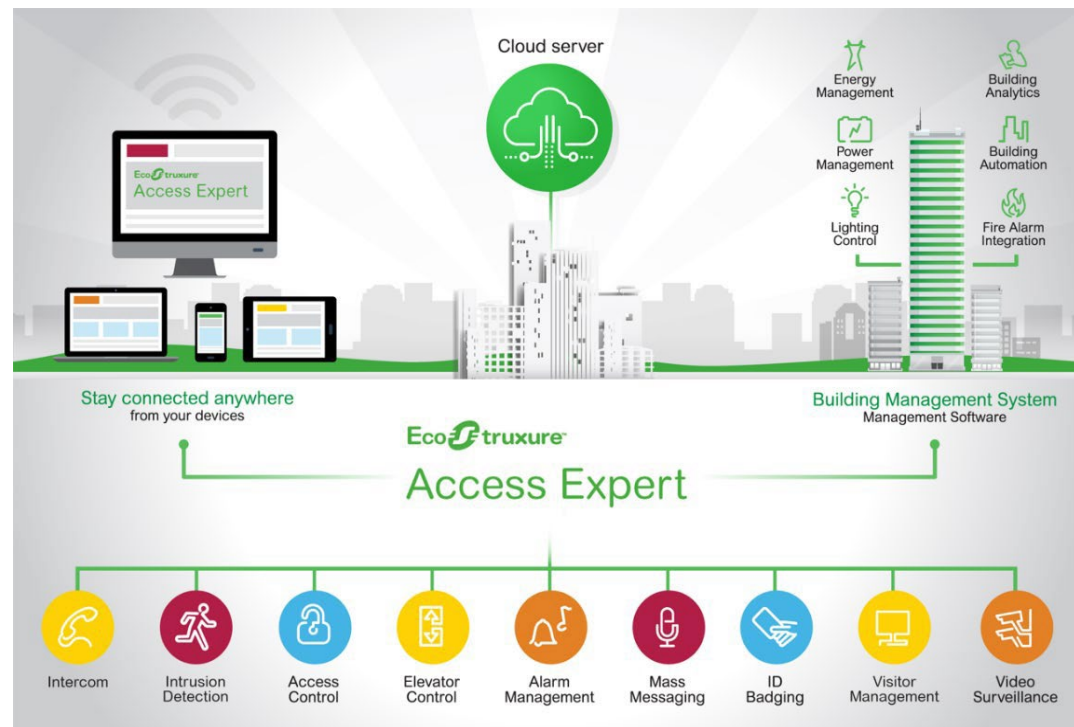 Cloud server
Energy
Management
Building
Analytics
Power
Management
Building
Automation
Lighting
Control
Fire Alarm
Integration
EcoStruxure
Access Expert
Stay connected anywhere
from your devices
Building Management System
Management Software
EcoStruxure™
Access Expert
Intercom
Intrusion
Detection
Access
Control
Elevator
Control
Alarm
Management
Mass
Messaging
ID
Badging
Visitor
Management
Video
Surveillance